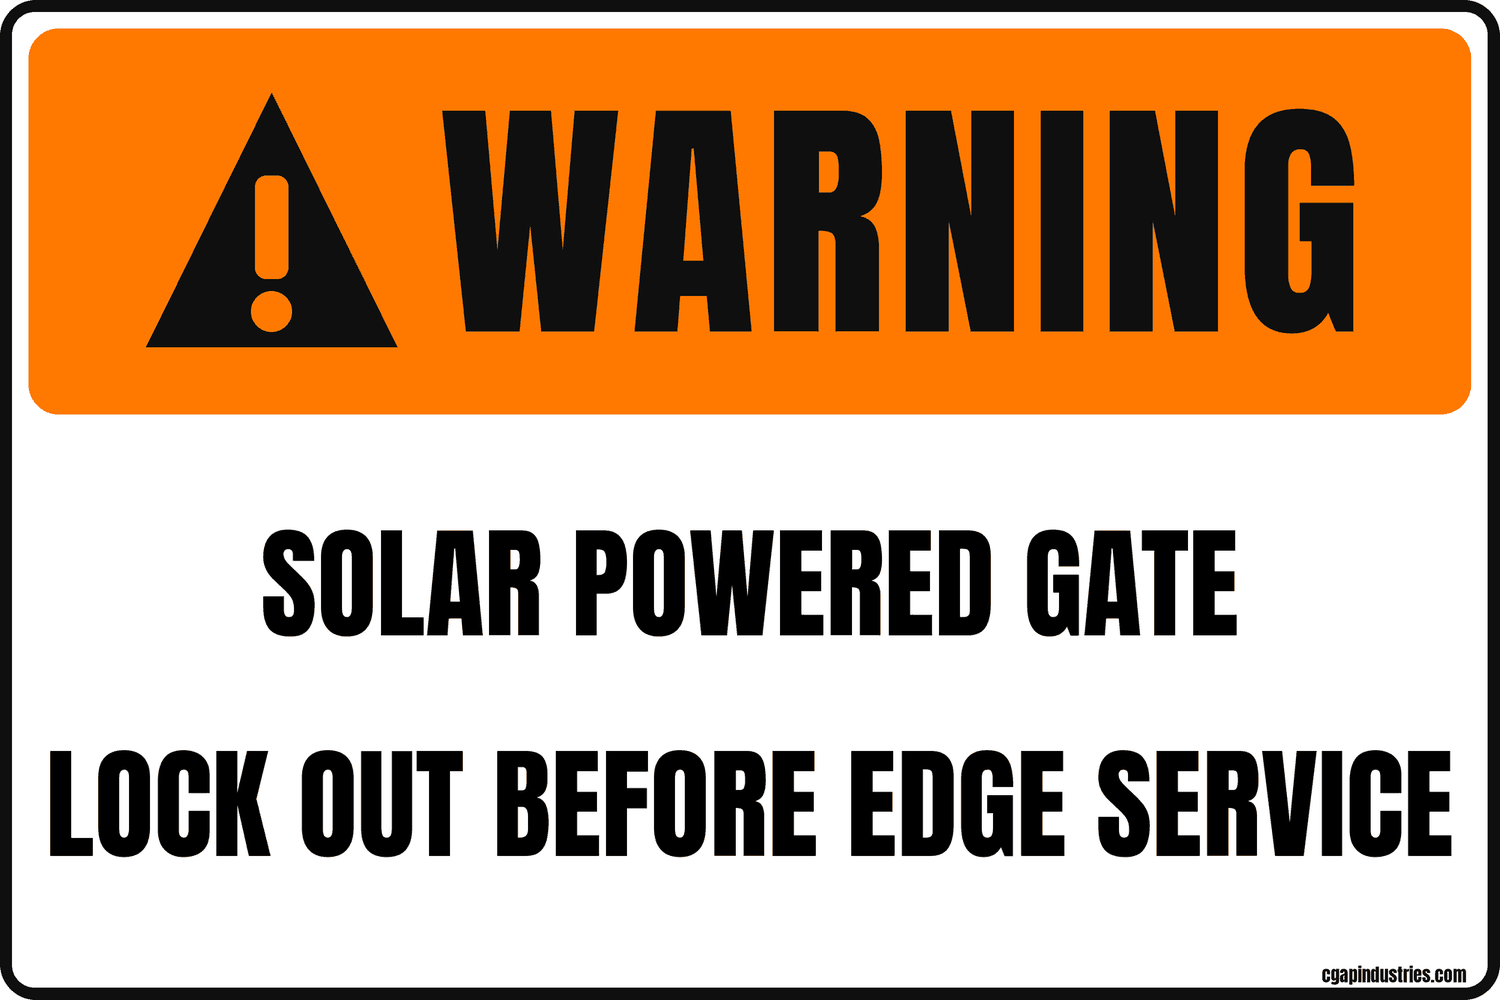 WARNING
SOLAR POWERED GATE
LOCK OUT BEFORE EDGE SERVICE
cgapindustries.com